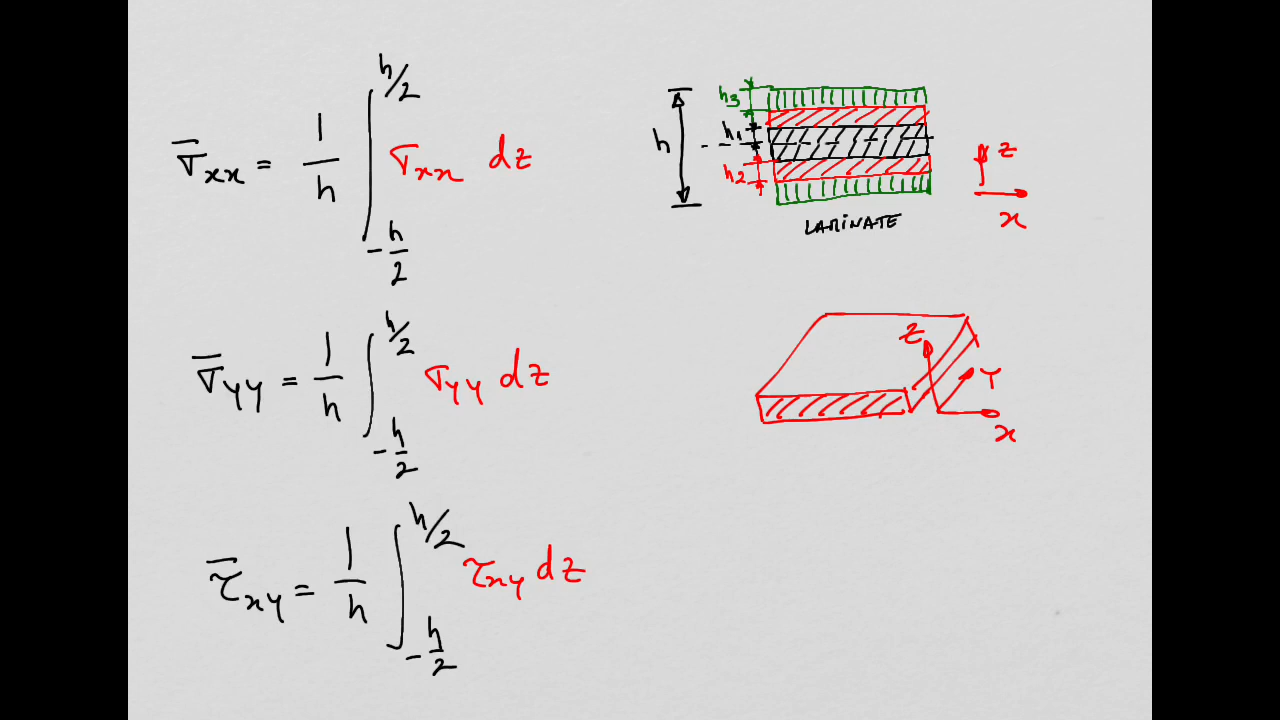 σ̅xx = 1/h ∫_{-h/2}^{h/2} σxx dz
σ̅yy = 1/h ∫_{-h/2}^{h/2} σyy dz
τ̅xy = 1/h ∫_{-h/2}^{h/2} τxy dz
h
h3
h1
h2
z
x
LAMINATE
z
Y
x